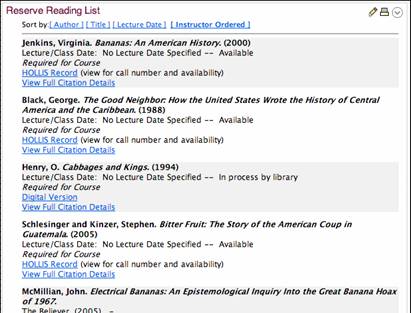 Reserve Reading List
Sort by: [ Author ] [ Title ] [ Lecture Date ] [ Instructor Ordered ]
Jenkins, Virginia. Bananas: An American History. (2000)
Lecture/Class Date: No Lecture Date Specified -- Available
Required for Course
HOLLIS Record (view for call number and availability)
View Full Citation Details
Black, George. The Good Neighbor: How the United States Wrote the History of Central
America and the Caribbean. (1988)
Lecture/Class Date: No Lecture Date Specified -- Available
Required for Course
HOLLIS Record (view for call number and availability)
View Full Citation Details
Henry, O. Cabbages and Kings. (1994)
Lecture/Class Date: No Lecture Date Specified -- In process by library
Required for Course
Digital Version
View Full Citation Details
Schlesinger and Kinzer, Stephen. Bitter Fruit: The Story of the American Coup in
Guatemala. (2005)
Lecture/Class Date: No Lecture Date Specified -- Available
Required for Course
HOLLIS Record (view for call number and availability)
View Full Citation Details
McMillian, John. Electrical Bananas: An Epistemological Inquiry Into the Great Banana Hoax
of 1967.
The Believer. (2005) -